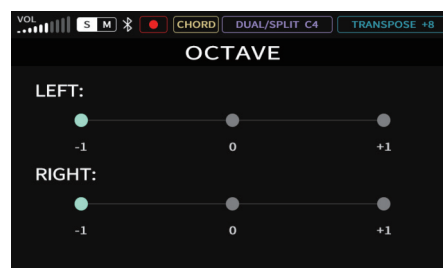 VOL S M CHORD DUAL/SPLIT C4 TRANSPOSE +8
OCTAVE
LEFT:
-1 0 +1
RIGHT:
-1 0 +1